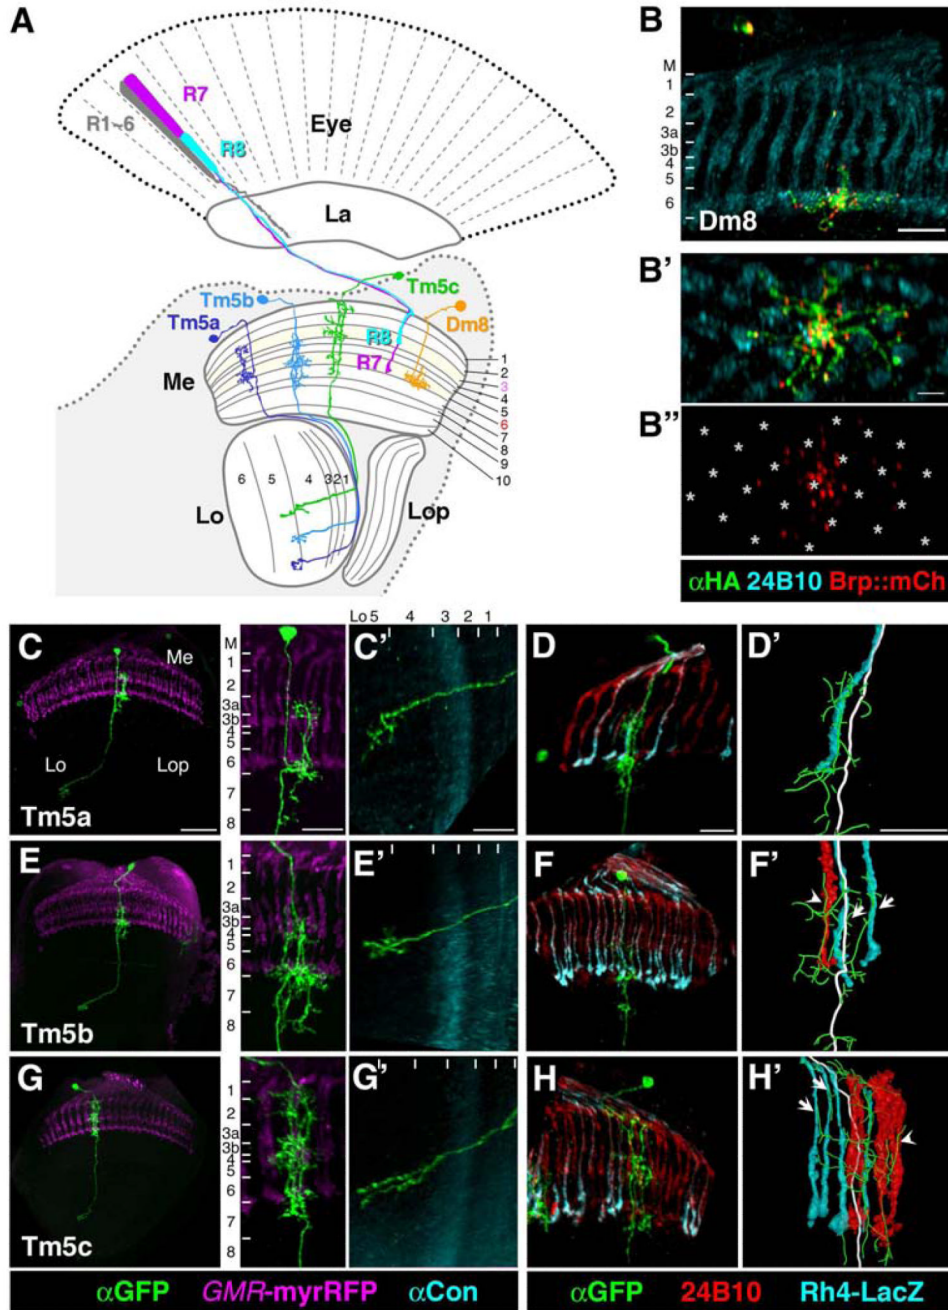 A
R7
R1~6
R8
Eye
La
Tm5c
Tm5b
Tm5a
Dm8
R8
R7
Me
1
2
3
4
5
6
7
8
9
10
6 5 4 3 2 1
Lo
Lop
B
M
1
2
3a
3b
4
5
6
Dm8
B'
B"
αHA 24B10 Brp::mCh
C
Me
Lo
Lop
Tm5a
M
1
2
3a
3b
4
5
6
7
8
Lo 5 4 3 2 1
C'
D
D'
E
Tm5b
1
2
3a
3b
4
5
6
7
8
E'
F
F'
G
Tm5c
1
2
3a
3b
4
5
6
7
8
G'
H
H'
αGFP GMR-myrRFP αCon
αGFP 24B10 Rh4-LacZ